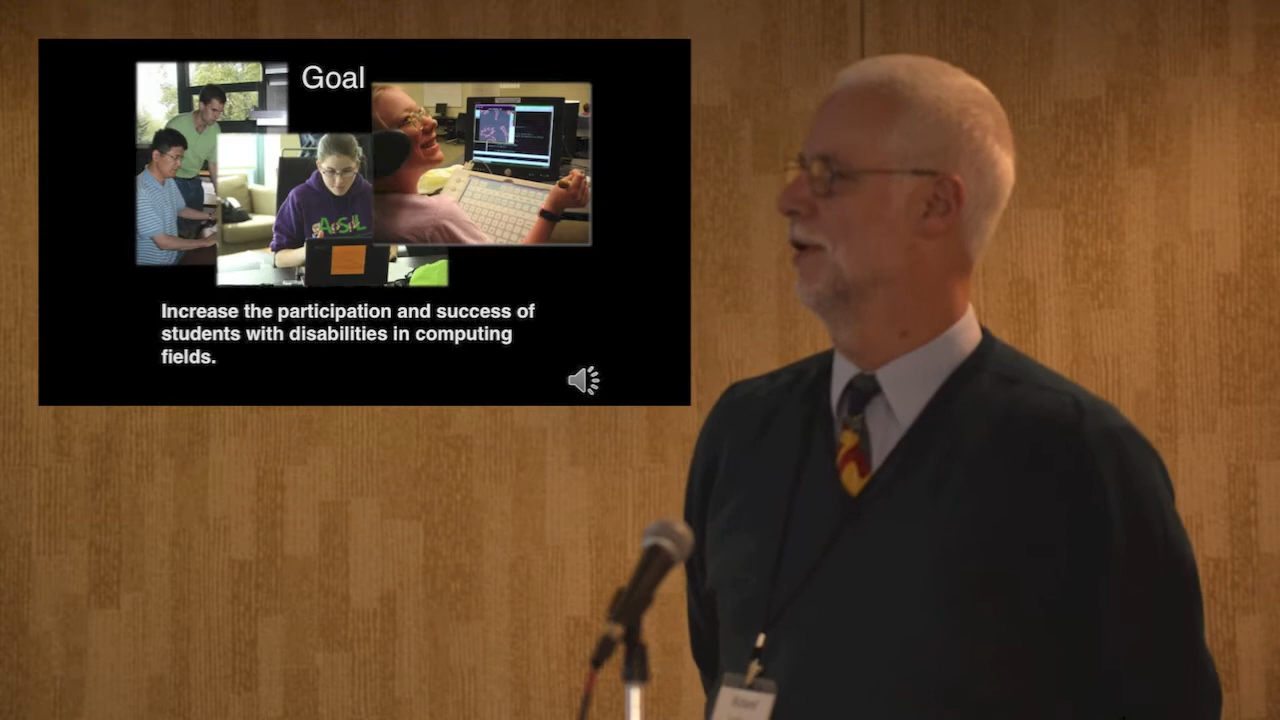 Goal
Increase the participation and success of
students with disabilities in computing
fields.